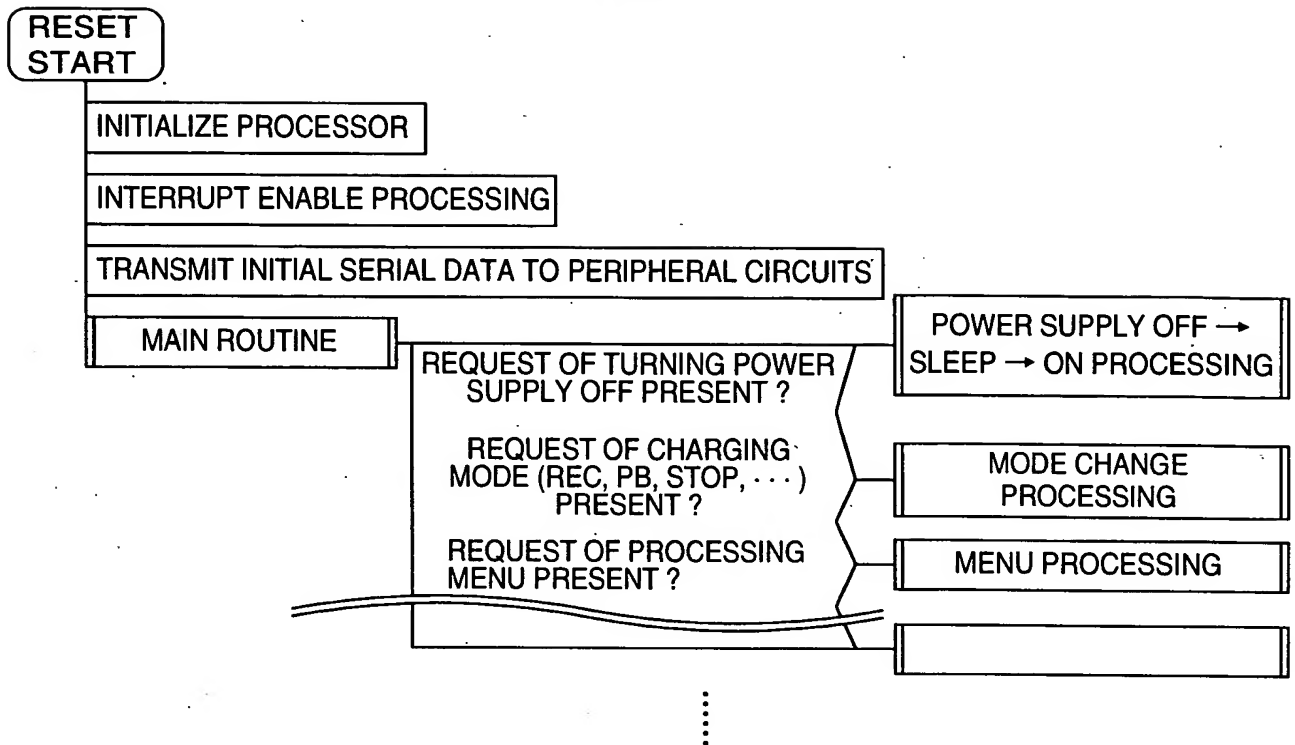 RESET
START
INITIALIZE PROCESSOR
INTERRUPT ENABLE PROCESSING
TRANSMIT INITIAL SERIAL DATA TO PERIPHERAL CIRCUITS
MAIN ROUTINE
REQUEST OF TURNING POWER
SUPPLY OFF PRESENT ?
POWER SUPPLY OFF →
SLEEP → ON PROCESSING
REQUEST OF CHARGING
MODE (REC, PB, STOP, · · · )
PRESENT ?
MODE CHANGE
PROCESSING
REQUEST OF PROCESSING
MENU PRESENT ?
MENU PROCESSING